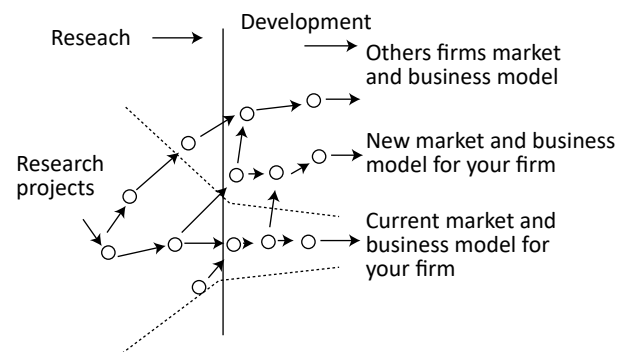 Reseach
Development
Others firms market
and business model
Research
projects
New market and business
model for your firm
Current market and
business model for
your firm